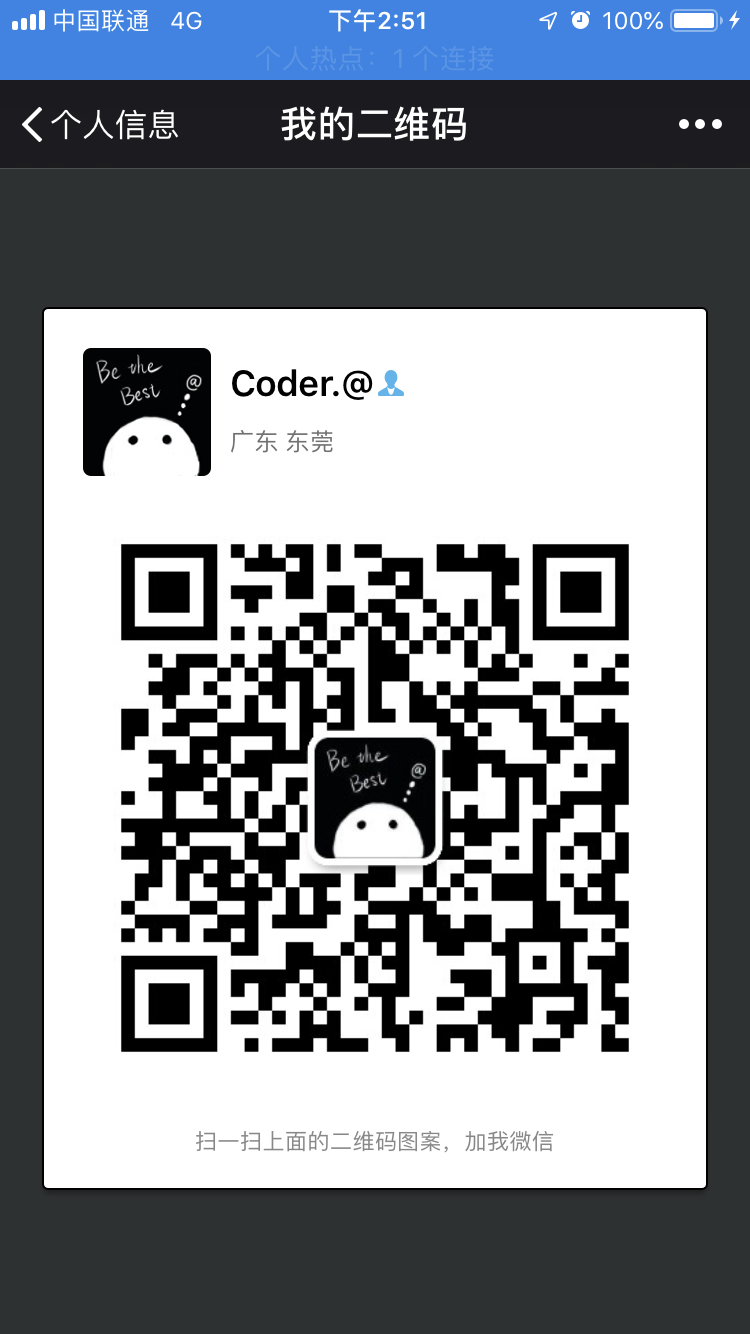 中国联通 4G 下午2:51 100%
个人热点：1 个连接
个人信息 我的二维码
Be the
Best
@
Coder.@
广东 东莞
Be the
Best
@
扫一扫上面的二维码图案，加我微信